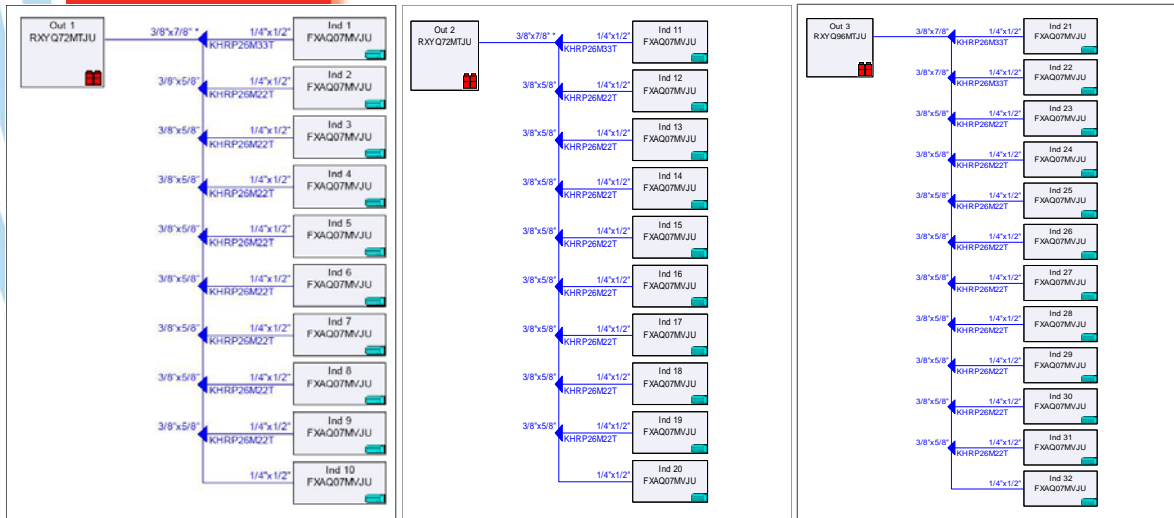 Out 1
RXYQ72MTJU
3/8"x7/8" *
1/4"x1/2"
KHRP26M33T
Ind 1
FXAQ07MVJU
3/8"x5/8"
1/4"x1/2"
KHRP26M22T
Ind 2
FXAQ07MVJU
3/8"x5/8"
1/4"x1/2"
KHRP26M22T
Ind 3
FXAQ07MVJU
3/8"x5/8"
1/4"x1/2"
KHRP26M22T
Ind 4
FXAQ07MVJU
3/8"x5/8"
1/4"x1/2"
KHRP26M22T
Ind 5
FXAQ07MVJU
3/8"x5/8"
1/4"x1/2"
KHRP26M22T
Ind 6
FXAQ07MVJU
3/8"x5/8"
1/4"x1/2"
KHRP26M22T
Ind 7
FXAQ07MVJU
3/8"x5/8"
1/4"x1/2"
KHRP26M22T
Ind 8
FXAQ07MVJU
3/8"x5/8"
1/4"x1/2"
KHRP26M22T
Ind 9
FXAQ07MVJU
1/4"x1/2"
Ind 10
FXAQ07MVJU
Out 2
RXYQ72MTJU
3/8"x7/8" *
1/4"x1/2"
KHRP26M33T
Ind 11
FXAQ07MVJU
3/8"x5/8"
1/4"x1/2"
KHRP26M22T
Ind 12
FXAQ07MVJU
3/8"x5/8"
1/4"x1/2"
KHRP26M22T
Ind 13
FXAQ07MVJU
3/8"x5/8"
1/4"x1/2"
KHRP26M22T
Ind 14
FXAQ07MVJU
3/8"x5/8"
1/4"x1/2"
KHRP26M22T
Ind 15
FXAQ07MVJU
3/8"x5/8"
1/4"x1/2"
KHRP26M22T
Ind 16
FXAQ07MVJU
3/8"x5/8"
1/4"x1/2"
KHRP26M22T
Ind 17
FXAQ07MVJU
3/8"x5/8"
1/4"x1/2"
KHRP26M22T
Ind 18
FXAQ07MVJU
3/8"x5/8"
1/4"x1/2"
KHRP26M22T
Ind 19
FXAQ07MVJU
1/4"x1/2"
Ind 20
FXAQ07MVJU
Out 3
RXYQ96MTJU
3/8"x7/8"
1/4"x1/2"
KHRP26M33T
Ind 21
FXAQ07MVJU
3/8"x7/8"
1/4"x1/2"
KHRP26M33T
Ind 22
FXAQ07MVJU
3/8"x5/8"
1/4"x1/2"
KHRP26M22T
Ind 23
FXAQ07MVJU
3/8"x5/8"
1/4"x1/2"
KHRP26M22T
Ind 24
FXAQ07MVJU
3/8"x5/8"
1/4"x1/2"
KHRP26M22T
Ind 25
FXAQ07MVJU
3/8"x5/8"
1/4"x1/2"
KHRP26M22T
Ind 26
FXAQ07MVJU
3/8"x5/8"
1/4"x1/2"
KHRP26M22T
Ind 27
FXAQ07MVJU
3/8"x5/8"
1/4"x1/2"
KHRP26M22T
Ind 28
FXAQ07MVJU
3/8"x5/8"
1/4"x1/2"
KHRP26M22T
Ind 29
FXAQ07MVJU
3/8"x5/8"
1/4"x1/2"
KHRP26M22T
Ind 30
FXAQ07MVJU
3/8"x5/8"
1/4"x1/2"
KHRP26M22T
Ind 31
FXAQ07MVJU
1/4"x1/2"
Ind 32
FXAQ07MVJU